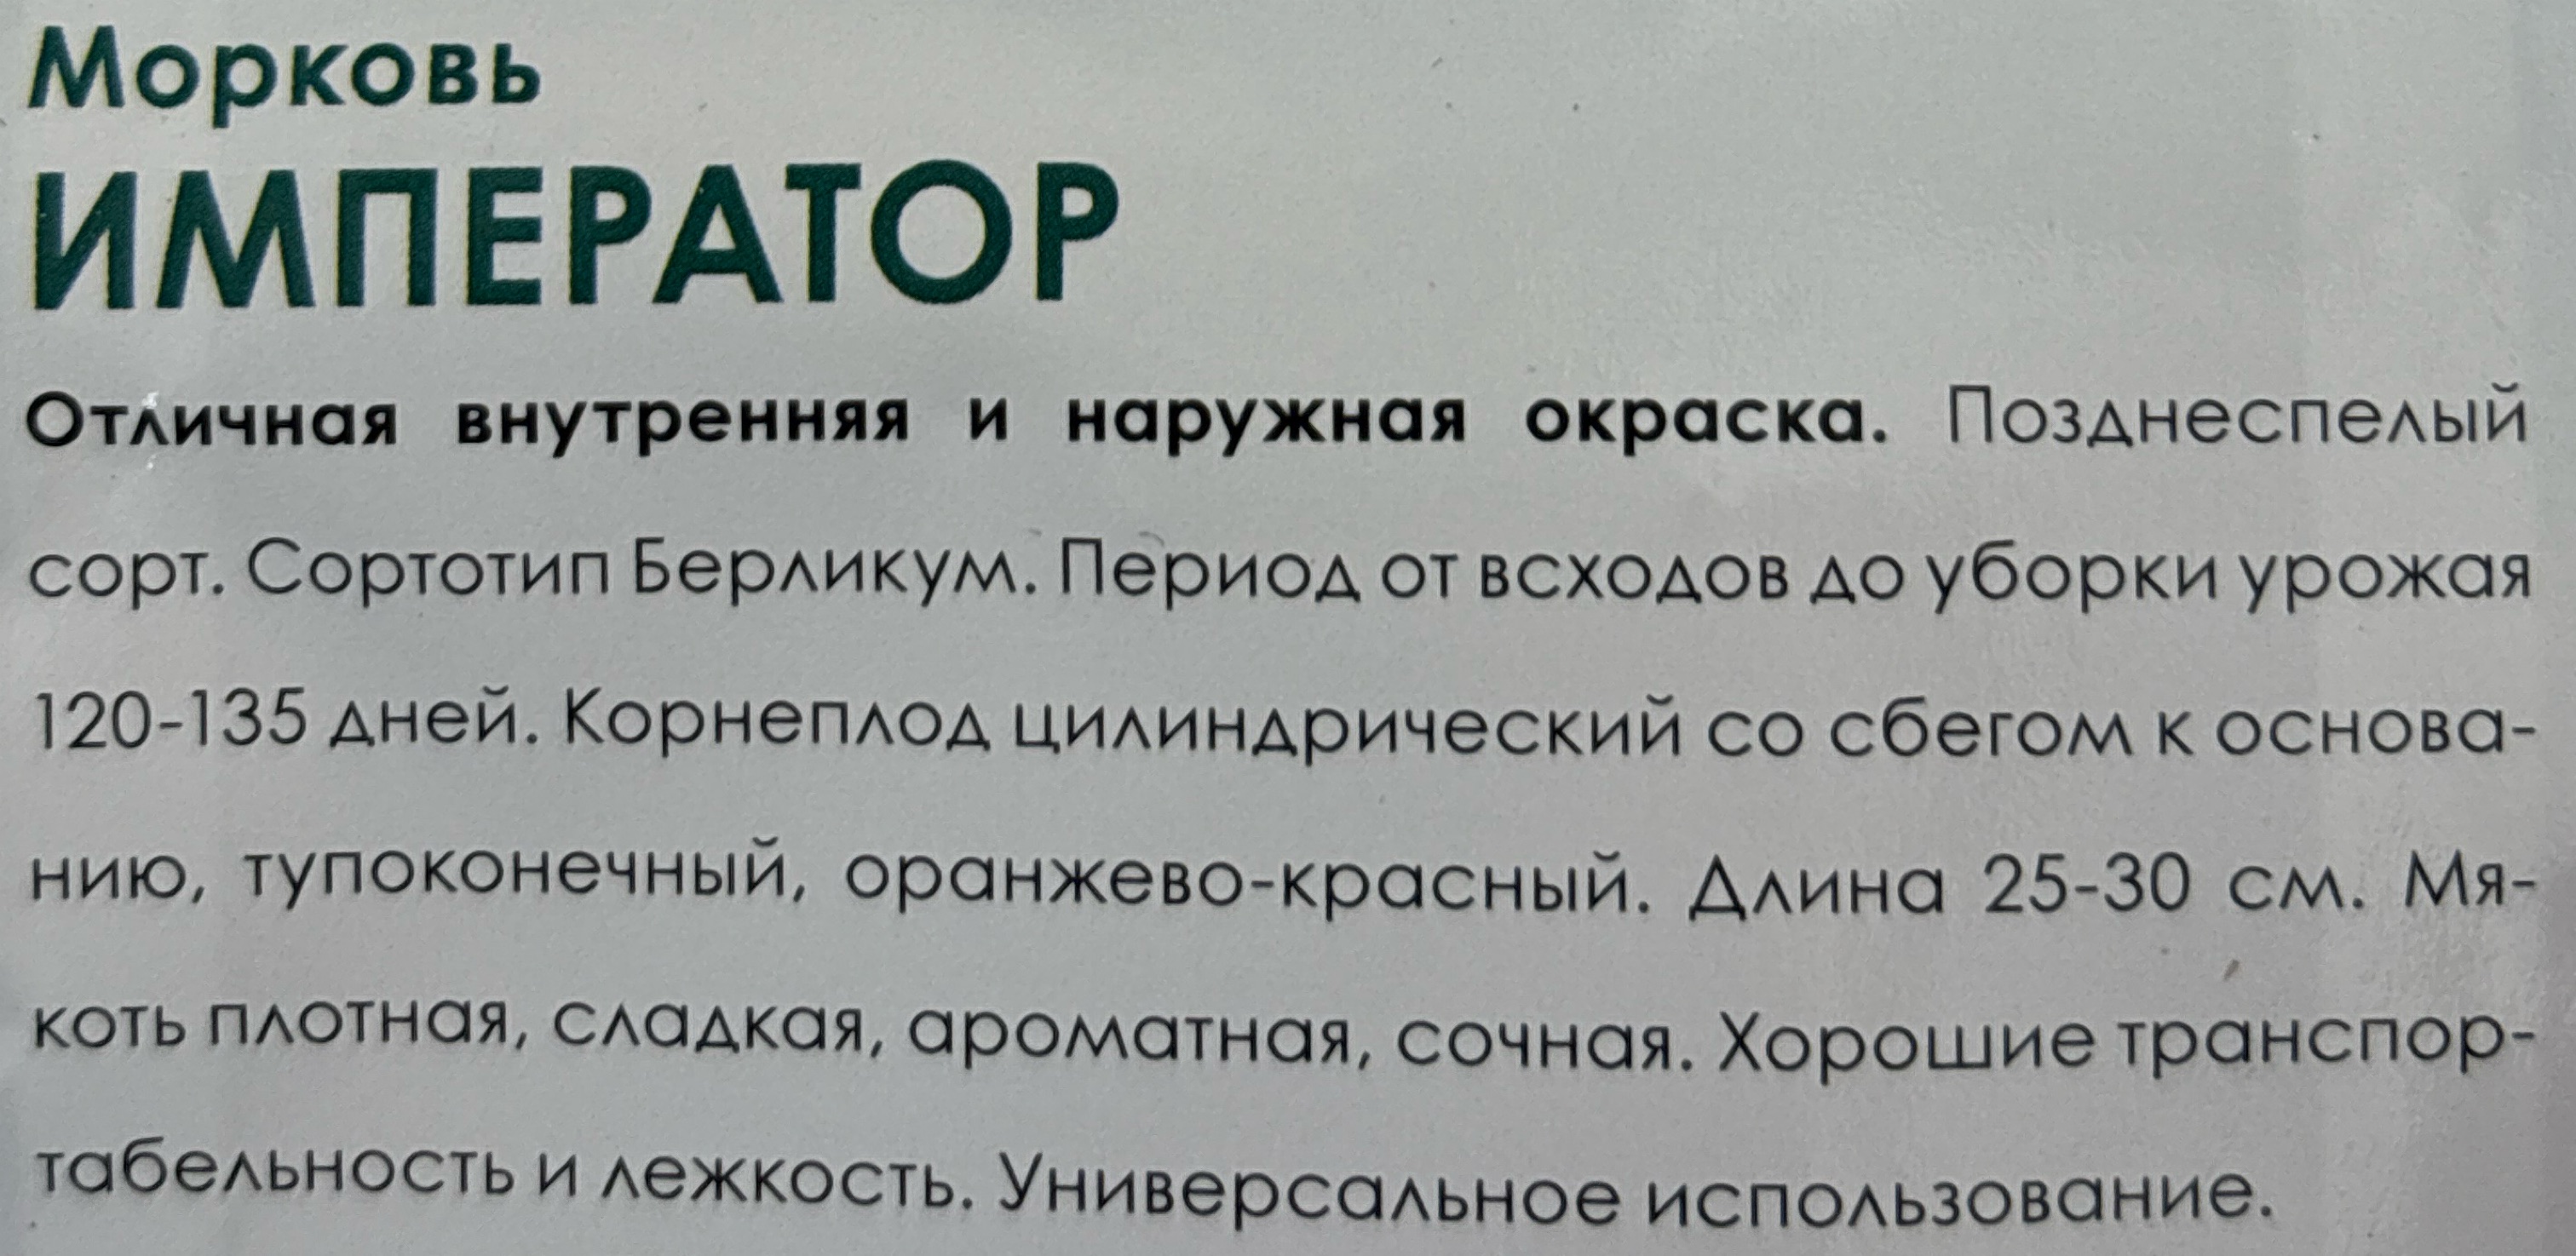 Морковь
ИМПЕРАТОР
Отличная внутренняя и наружная окраска. Позднеспелый
сорт. Сортотип Берликум. Период от всходов до уборки урожая
120-135 дней. Корнеплод цилиндрический со сбегом к основа-
нию, тупоконечный, оранжево-красный. Длина 25-30 см. Мя-
коть плотная, сладкая, ароматная, сочная. Хорошие транспор-
табельность и лежкость. Универсальное использование.